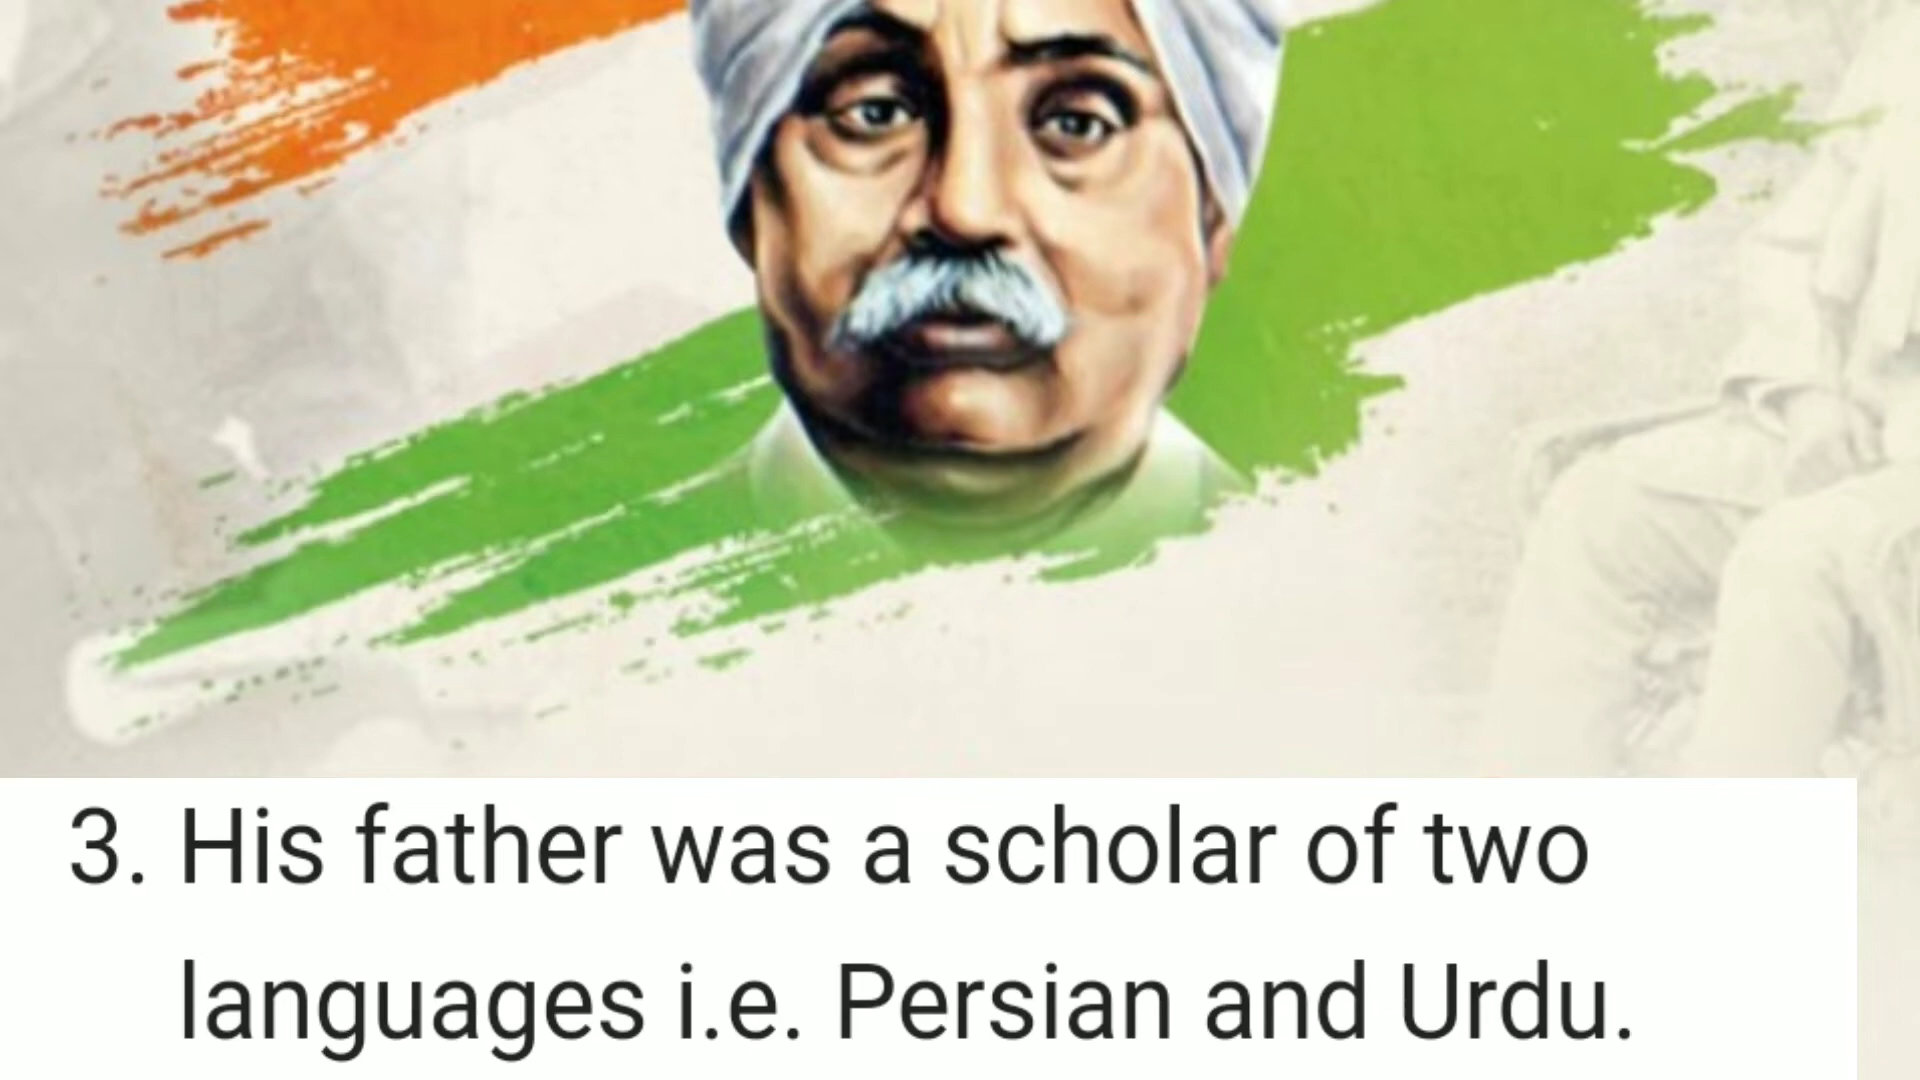 3. His father was a scholar of two
languages i.e. Persian and Urdu.